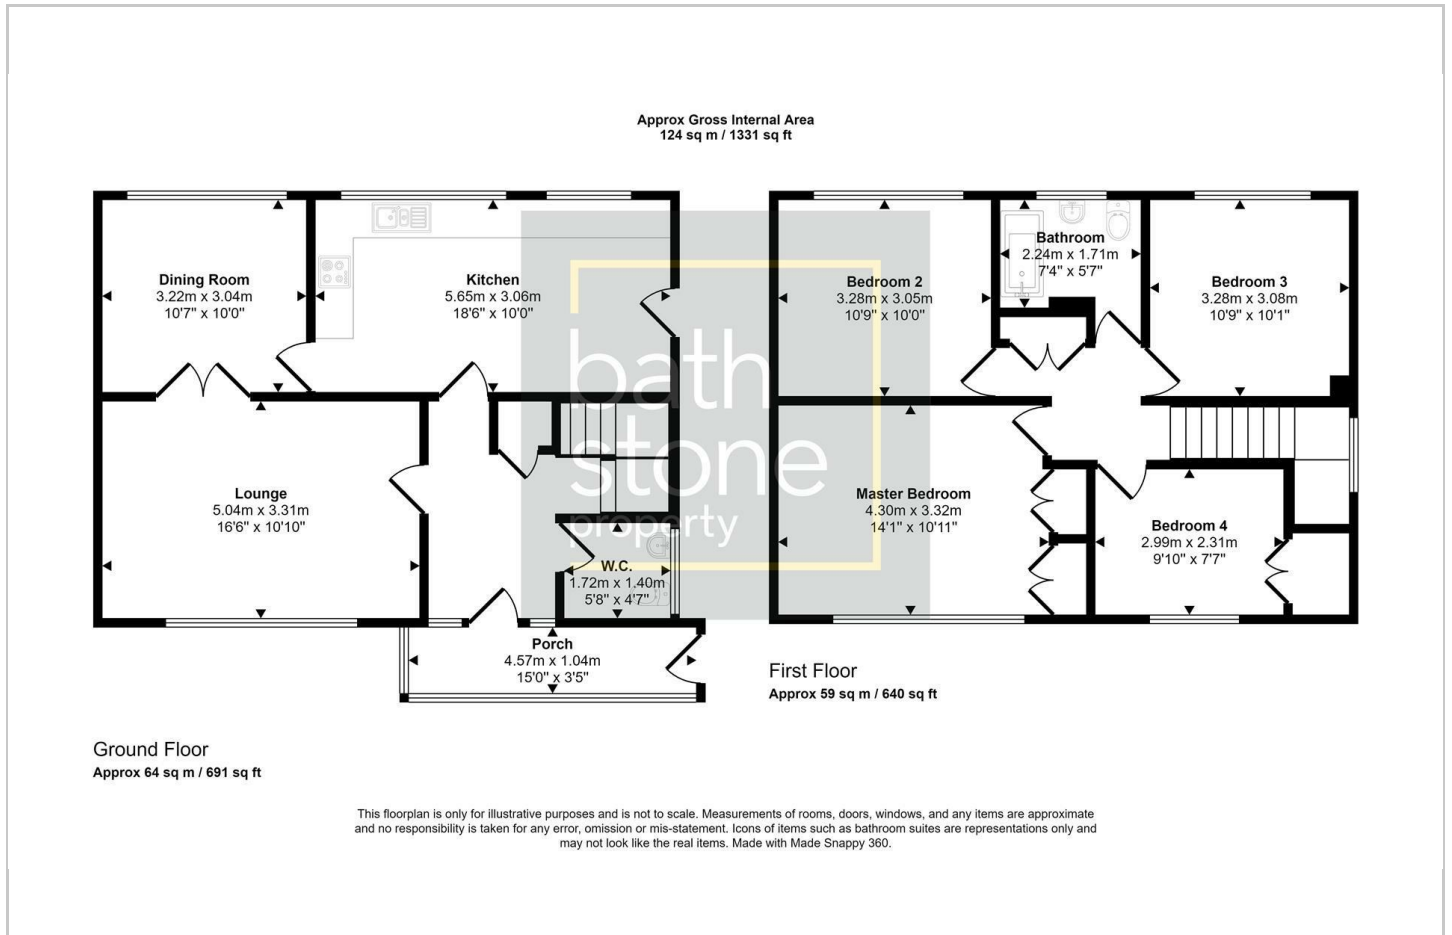 Approx Gross Internal Area
124 sq m / 1331 sq ft
Dining Room
3.22m x 3.04m
10'7" x 10'0"
Kitchen
5.65m x 3.06m
18'6" x 10'0"
Lounge
5.04m x 3.31m
16'6" x 10'10"
W.C.
1.72m x 1.40m
5'8" x 4'7"
Porch
4.57m x 1.04m
15'0" x 3'5"
Ground Floor
Approx 64 sq m / 691 sq ft
bath
stone
property
Bedroom 2
3.28m x 3.05m
10'9" x 10'0"
Bathroom
2.24m x 1.71m
7'4" x 5'7"
Bedroom 3
3.28m x 3.08m
10'9" x 10'1"
Master Bedroom
4.30m x 3.32m
14'1" x 10'11"
Bedroom 4
2.99m x 2.31m
9'10" x 7'7"
First Floor
Approx 59 sq m / 640 sq ft
This floorplan is only for illustrative purposes and is not to scale. Measurements of rooms, doors, windows, and any items are approximate
and no responsibility is taken for any error, omission or mis-statement. Icons of items such as bathroom suites are representations only and
may not look like the real items. Made with Made Snappy 360.